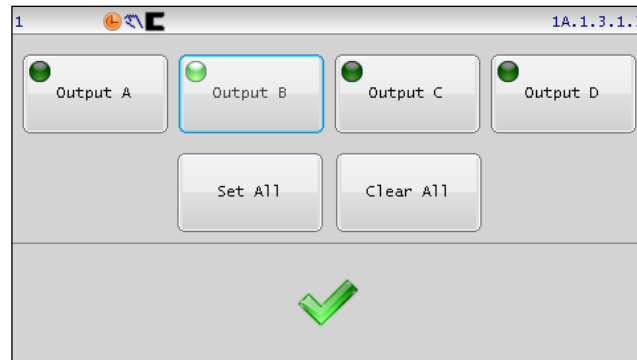 1 1A.1.3.1.
Output A Output B Output C Output D
Set All Clear All